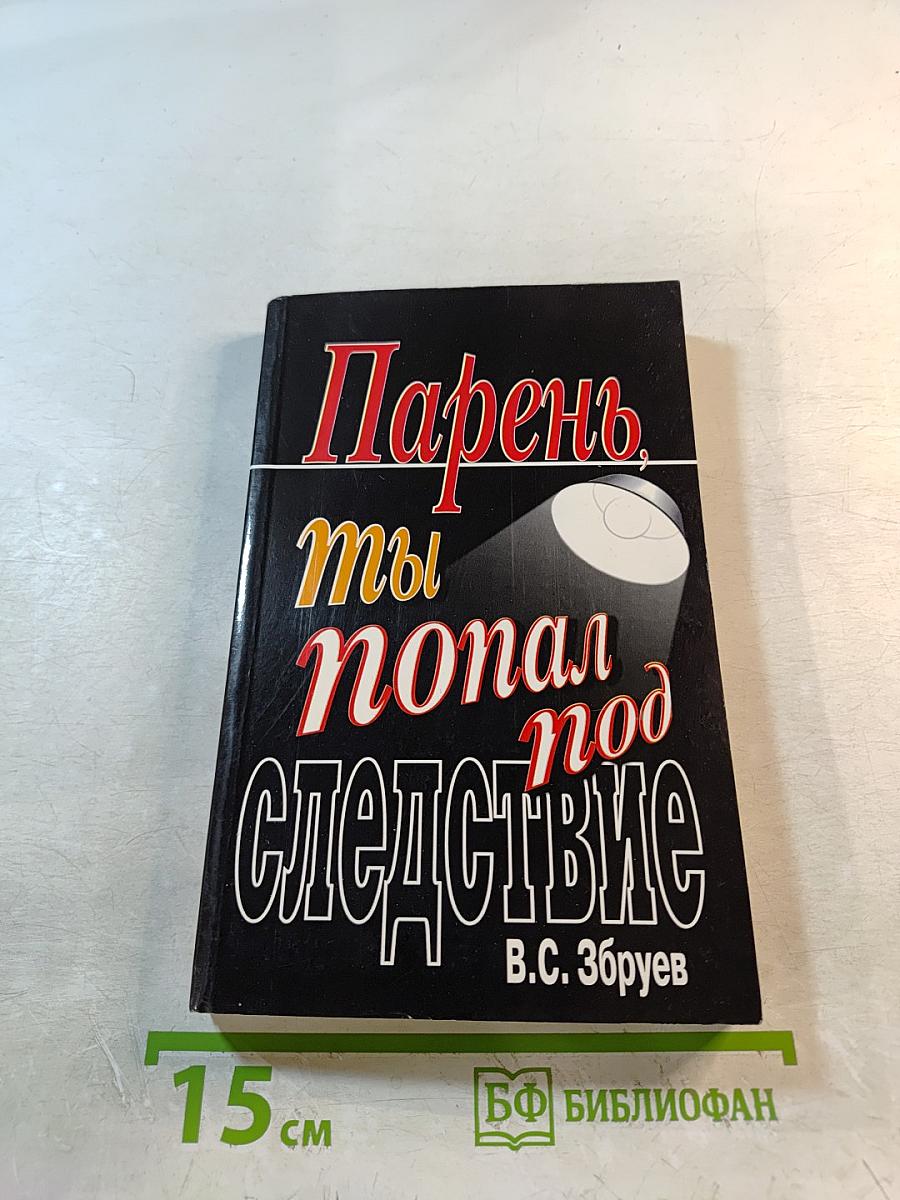 Парень,
ты
попал
под
следствие
В.С. Збруев
15 см
БФ БИБЛИОФАН